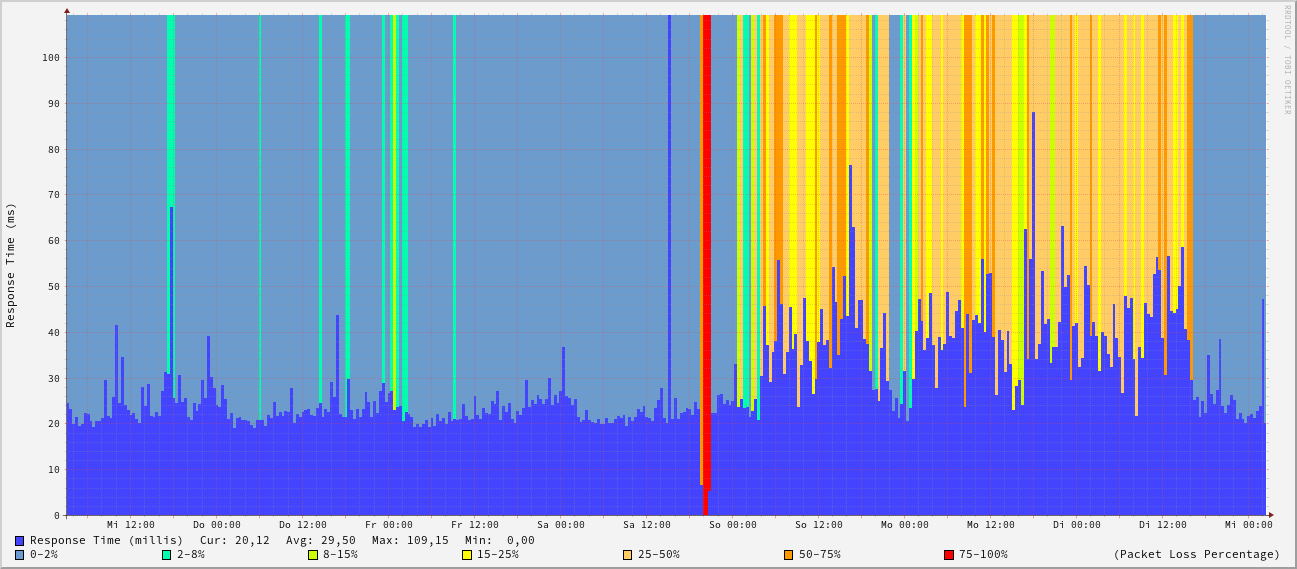 RRDTOOL / TOBI OETIKER
Response Time (ms)
100
90
80
70
60
50
40
30
20
10
0
Mi 12:00 Do 00:00 Do 12:00 Fr 00:00 Fr 12:00 Sa 00:00 Sa 12:00 So 00:00 So 12:00 Mo 00:00 Mo 12:00 Di 00:00 Di 12:00 Mi 00:00
Response Time (millis) Cur: 20,12 Avg: 29,50 Max: 109,15 Min: 0,00
0-2% 2-8% 8-15% 15-25% 25-50% 50-75% 75-100% (Packet Loss Percentage)